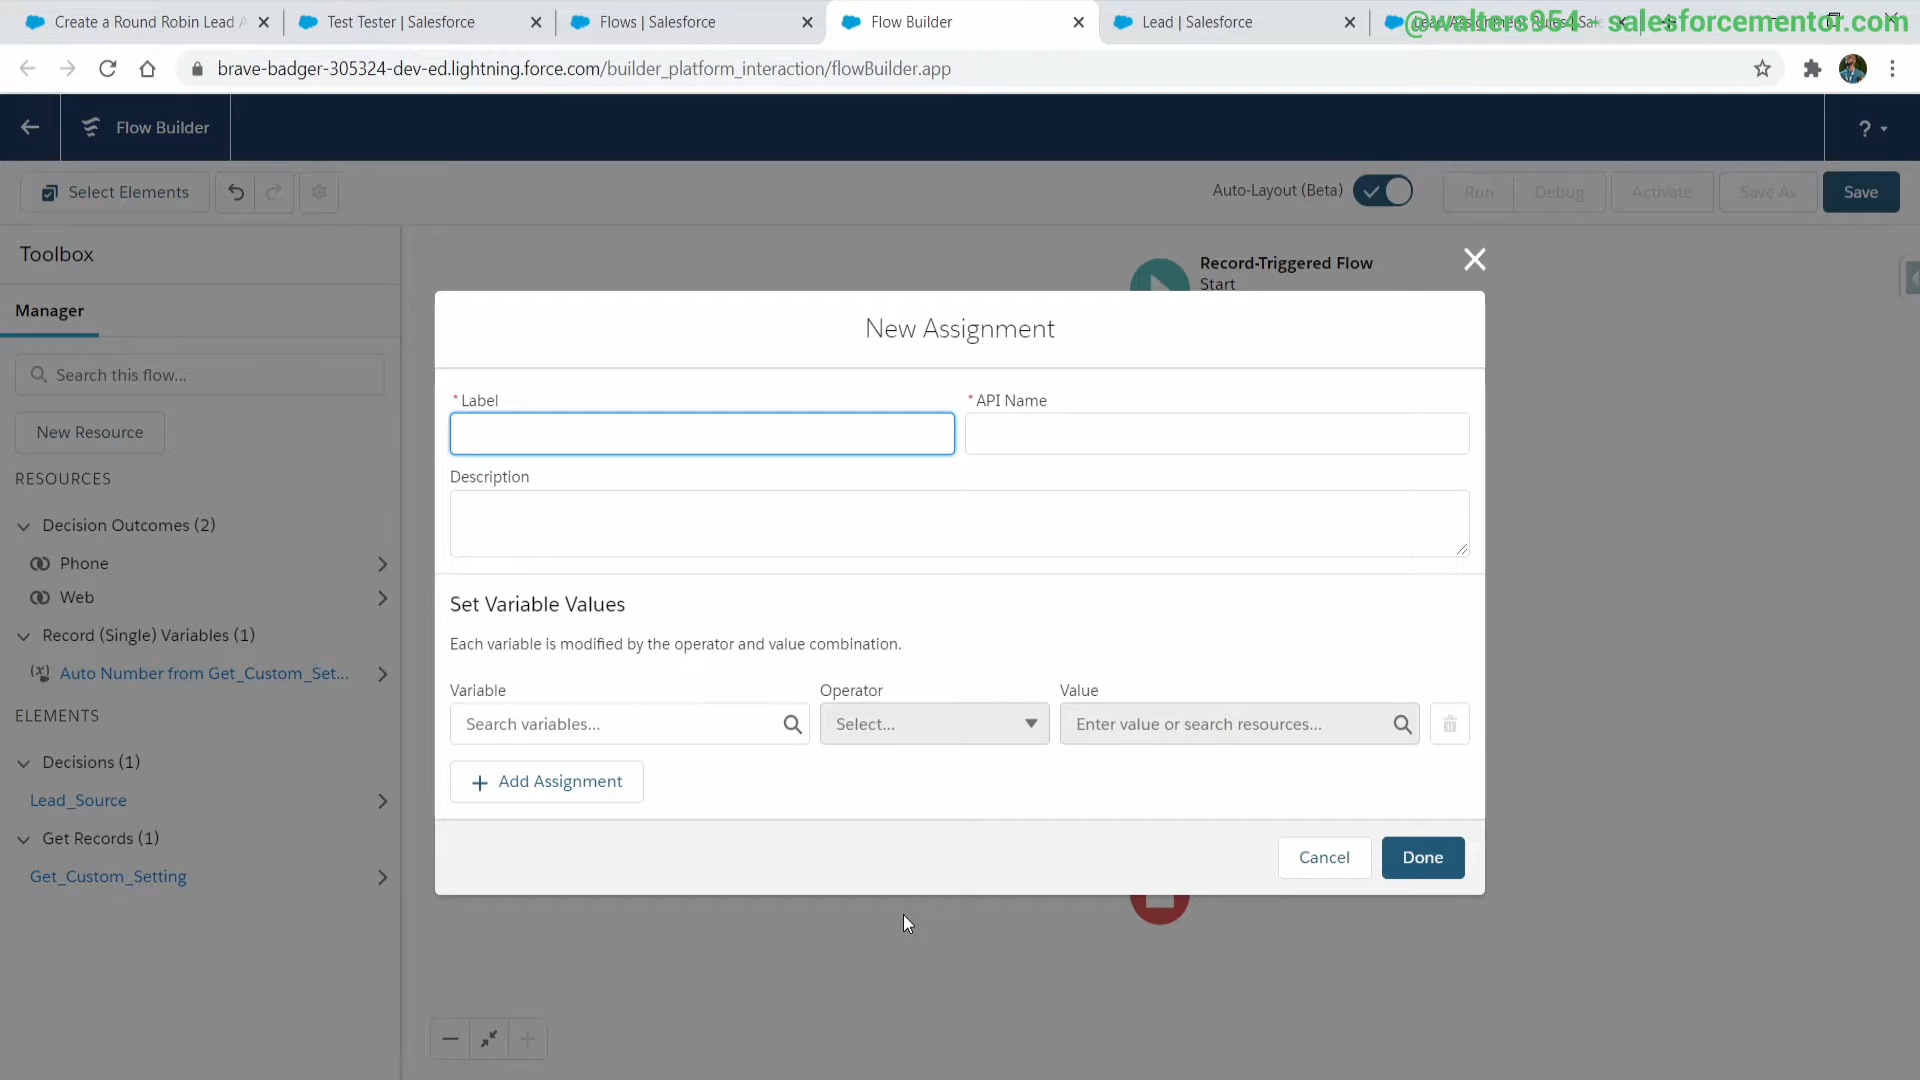 Create a Round Robin Lead A
Test Tester | Salesforce
Flows | Salesforce
Flow Builder
Lead | Salesforce
Lead Assignment Rules | Sal
@walters954 - salesforcementor.com
brave-badger-305324-dev-ed.lightning.force.com/builder_platform_interaction/flowBuilder.app
Flow Builder
?
Select Elements
Auto-Layout (Beta)
Run
Debug
Activate
Save As
Save
Toolbox
Manager
Search this flow...
New Resource
RESOURCES
Decision Outcomes (2)
Phone
Web
Record (Single) Variables (1)
Auto Number from Get_Custom_Set...
ELEMENTS
Decisions (1)
Lead_Source
Get Records (1)
Get_Custom_Setting
Record-Triggered Flow
Start
New Assignment
* Label
* API Name
Description
Set Variable Values
Each variable is modified by the operator and value combination.
Variable
Operator
Value
Search variables...
Select...
Enter value or search resources...
+ Add Assignment
Cancel
Done